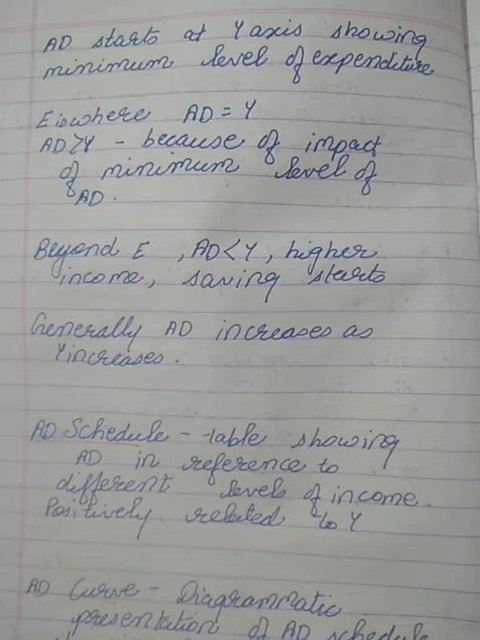 AD starts at Y axis showing
minimum level of expenditure
E is where AD = Y
AD > Y - because of impact
of minimum level of
AD.
Beyond E, AD < Y, higher
income, saving starts
Generally AD increases as
Y increases.
AD Schedule - table showing
AD in reference to
different levels of income.
Positively related to Y
AD Curve - Diagrammatic
presentation of AD schedule